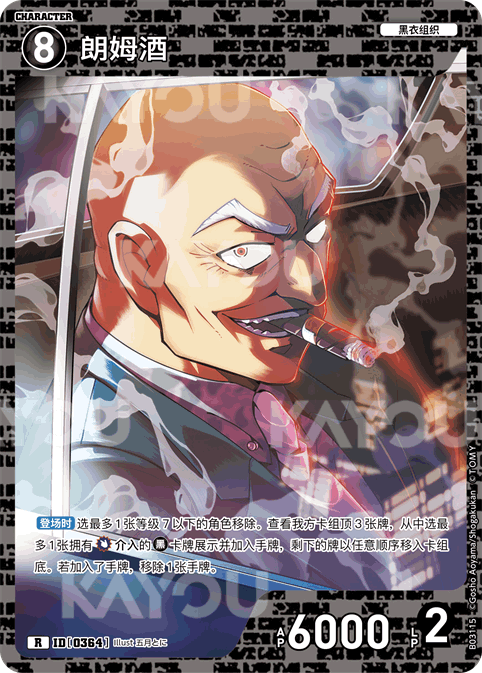 CHARACTER
8
朗姆酒
黑衣组织
KAYOU
KAYOU
KAYOU
KAYOU
KAYOU
登场时 选最多1张等级7以下的角色移除。查看我方卡组顶3张牌，从中选最
多1张拥有介入的黑卡牌展示并加入手牌，剩下的牌以任意顺序移入卡组
底。若加入了手牌，移除1张手牌。
R ID[0364] Illust 五月とに
AP 6000
LP 2
B03115 ©Gosho Aoyama/Shogakukan ©TOMY